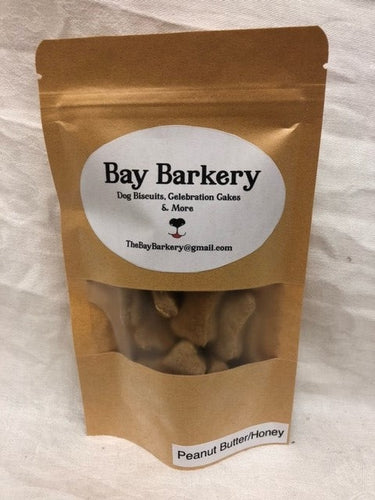 Bay Barkery
Dog Biscuits, Celebration Cakes
& More
TheBayBarkery@gmail.com
Peanut Butter/Honey